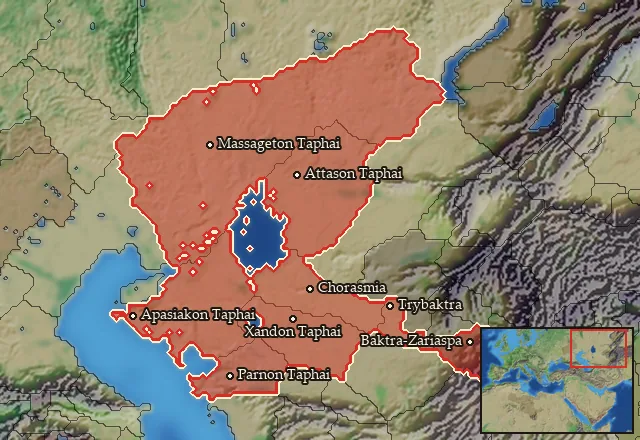 Massageton Taphai
Attason Taphai
Chorasmia
Trybaktra
Apasiakon Taphai
Xandon Taphai
Baktra-Zariaspa
Parnon Taphai